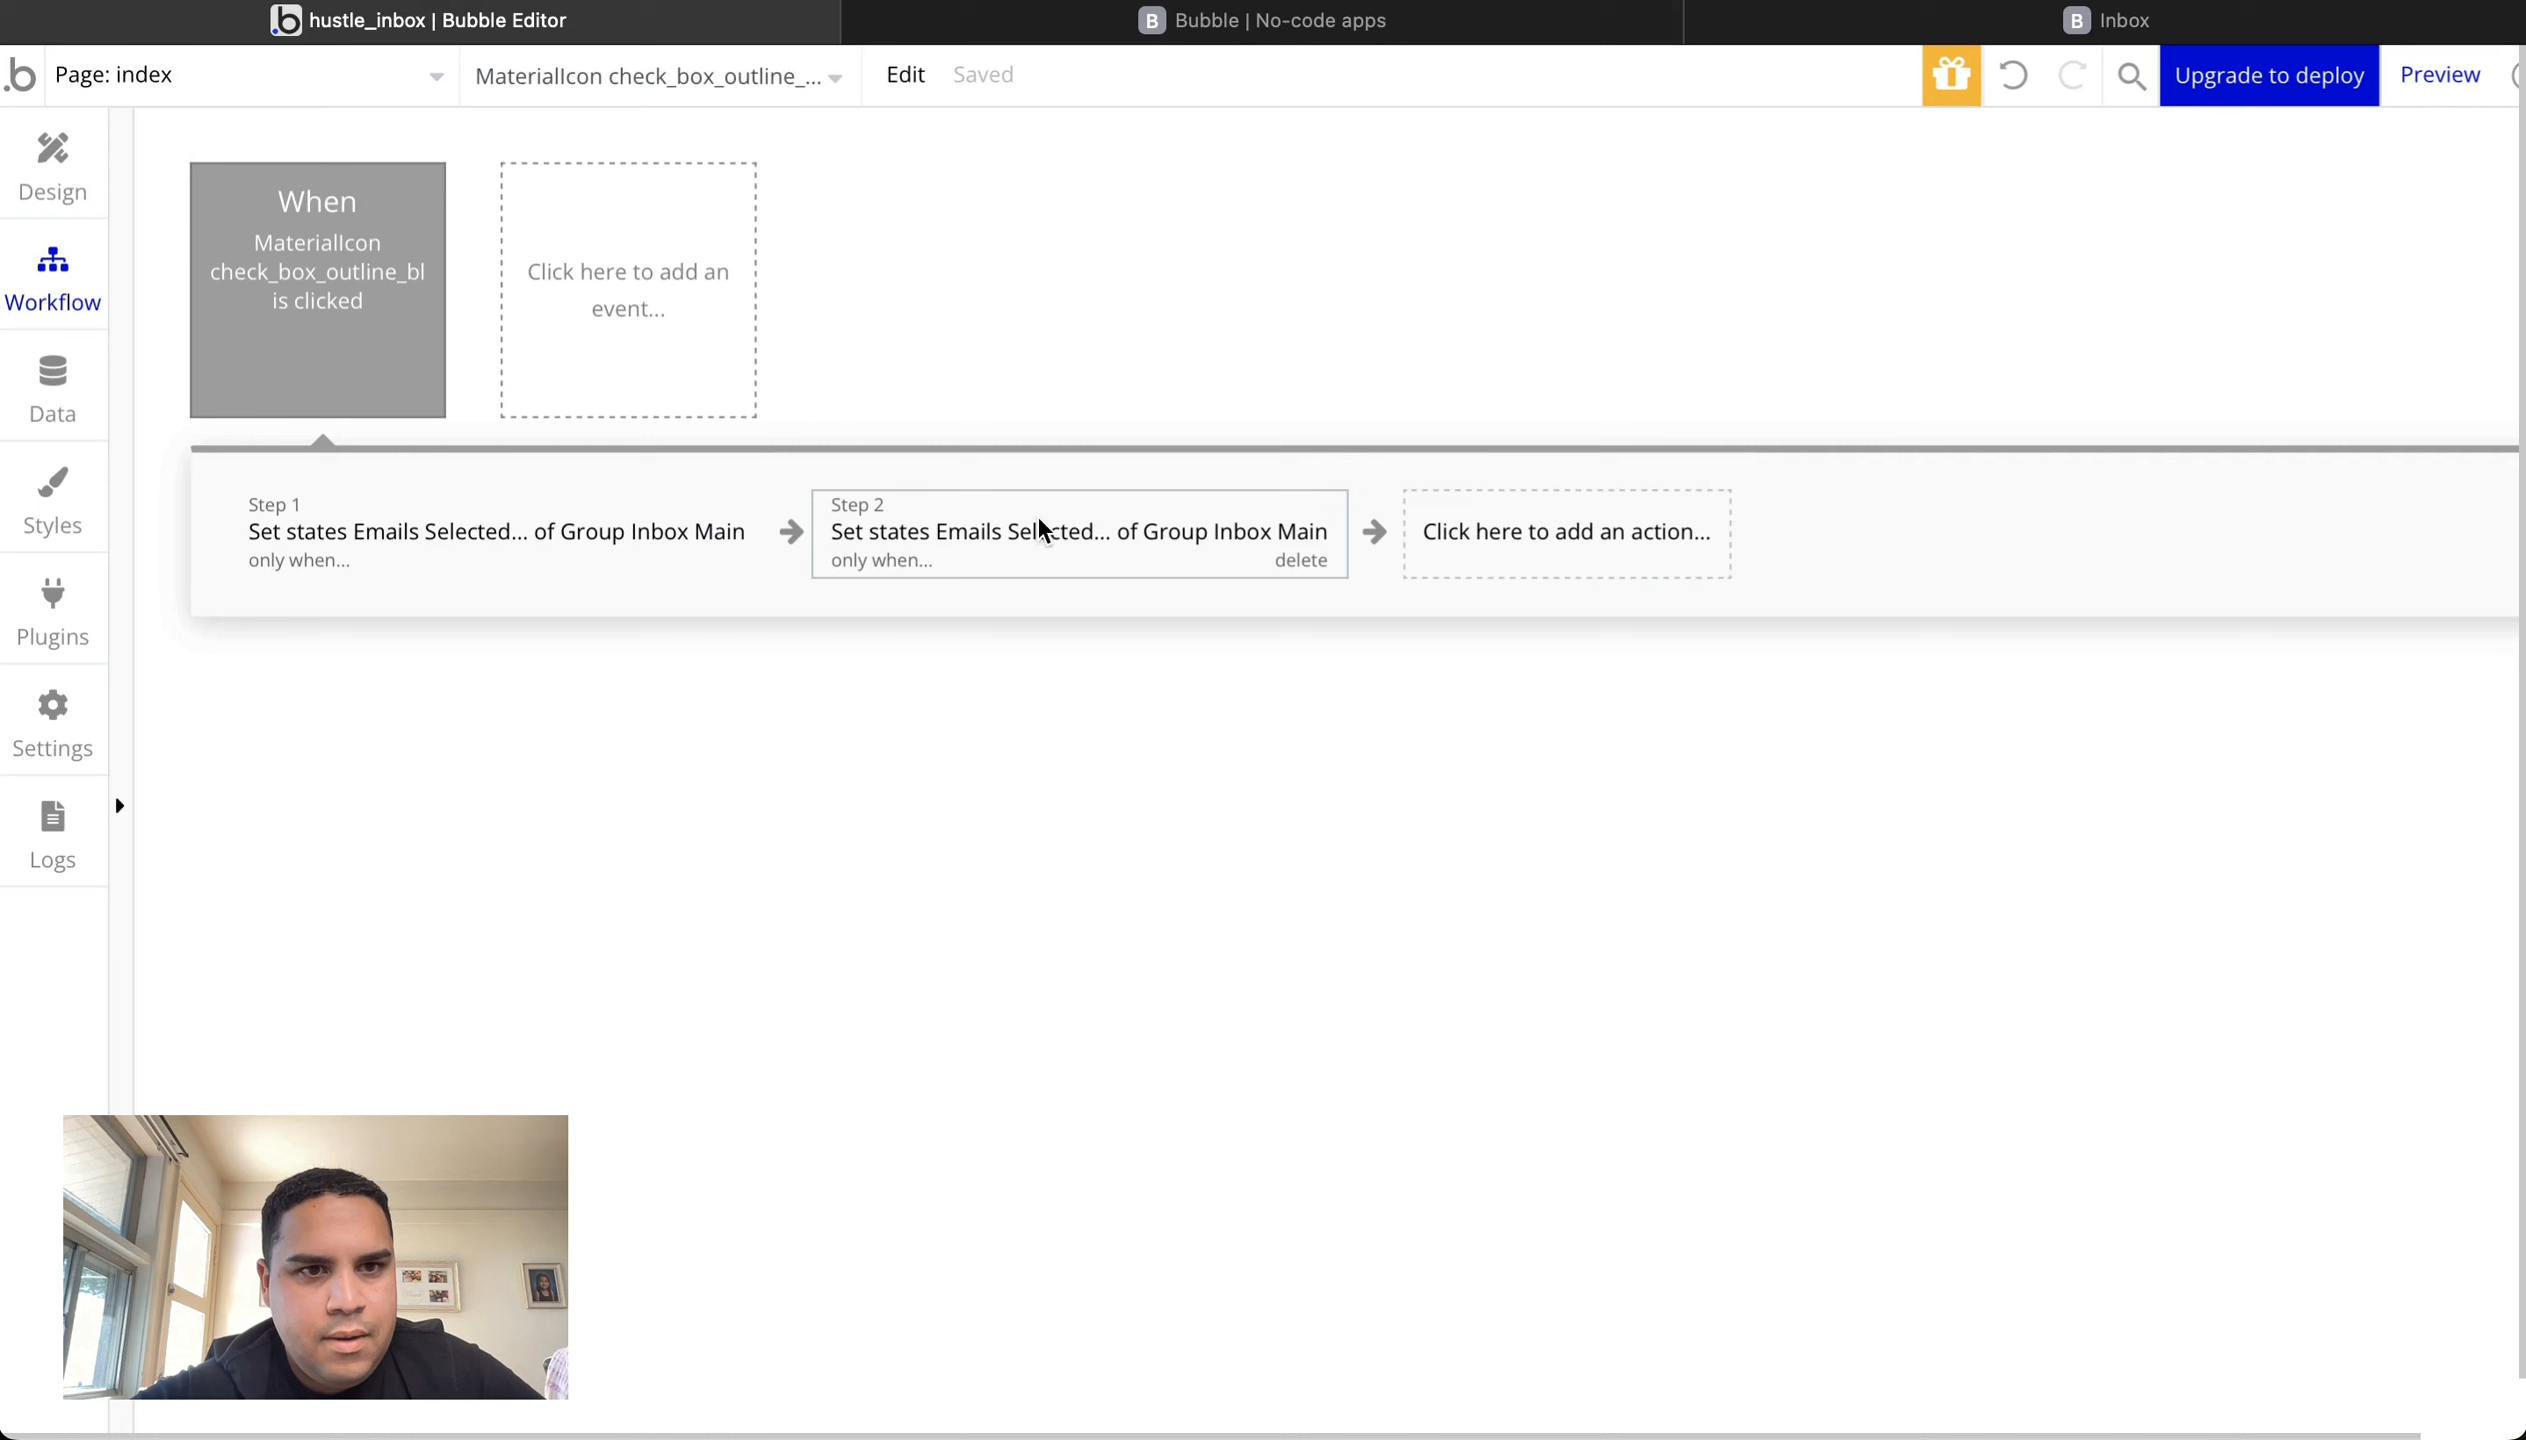 hustle_inbox | Bubble Editor
B Bubble | No-code apps
B Inbox
b Page: index
MaterialIcon check_box_outline_...
Edit
Saved
Upgrade to deploy
Preview
Design
Workflow
Data
Styles
Plugins
Settings
Logs
When
MaterialIcon
check_box_outline_bl
is clicked
Click here to add an
event...
Step 1
Set states Emails Selected... of Group Inbox Main
only when...
Step 2
Set states Emails Selected... of Group Inbox Main
only when...
delete
Click here to add an action...